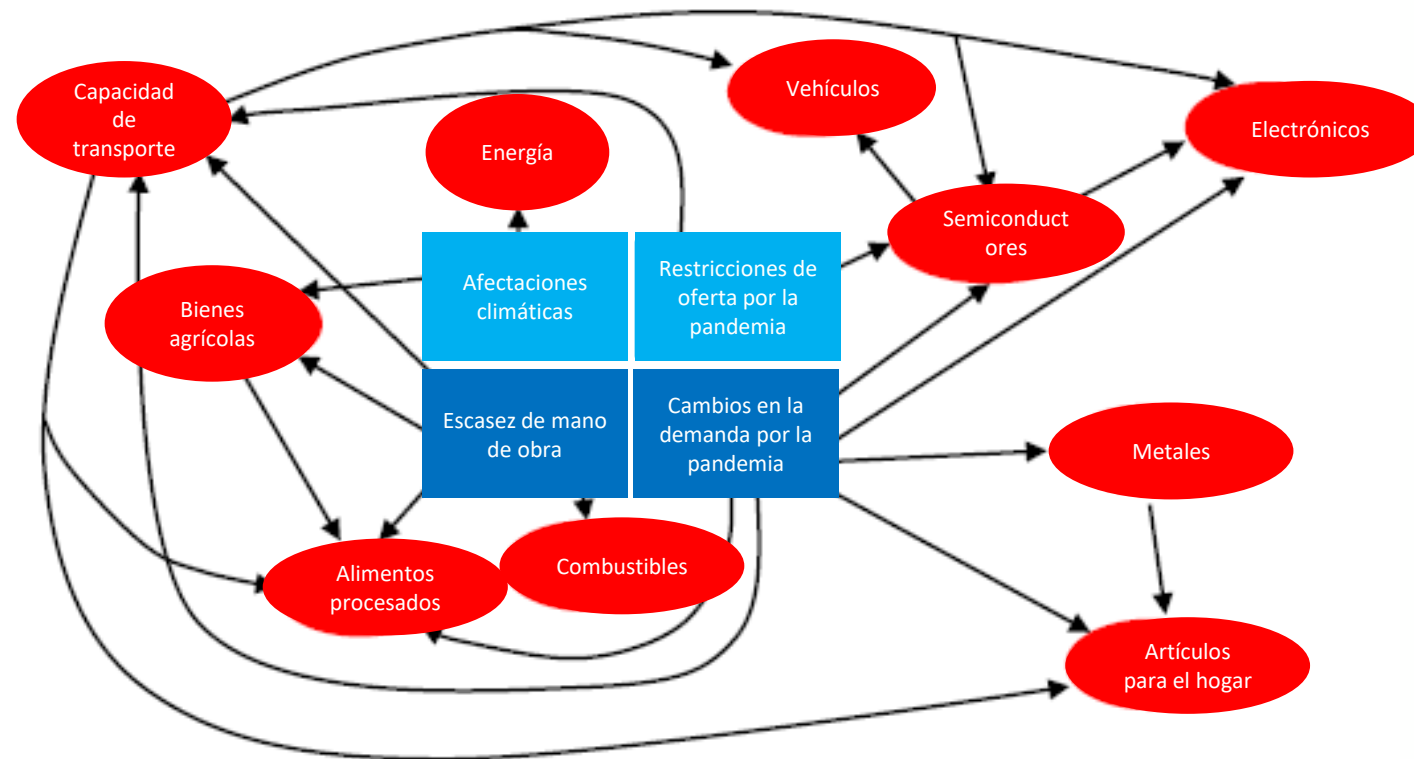 Capacidad
de
transporte
Vehículos
Electrónicos
Energía
Semiconduct
ores
Afectaciones
climáticas
Restricciones de
oferta por la
pandemia
Bienes
agrícolas
Escasez de mano
de obra
Cambios en la
demanda por la
pandemia
Metales
Alimentos
procesados
Combustibles
Artículos
para el hogar